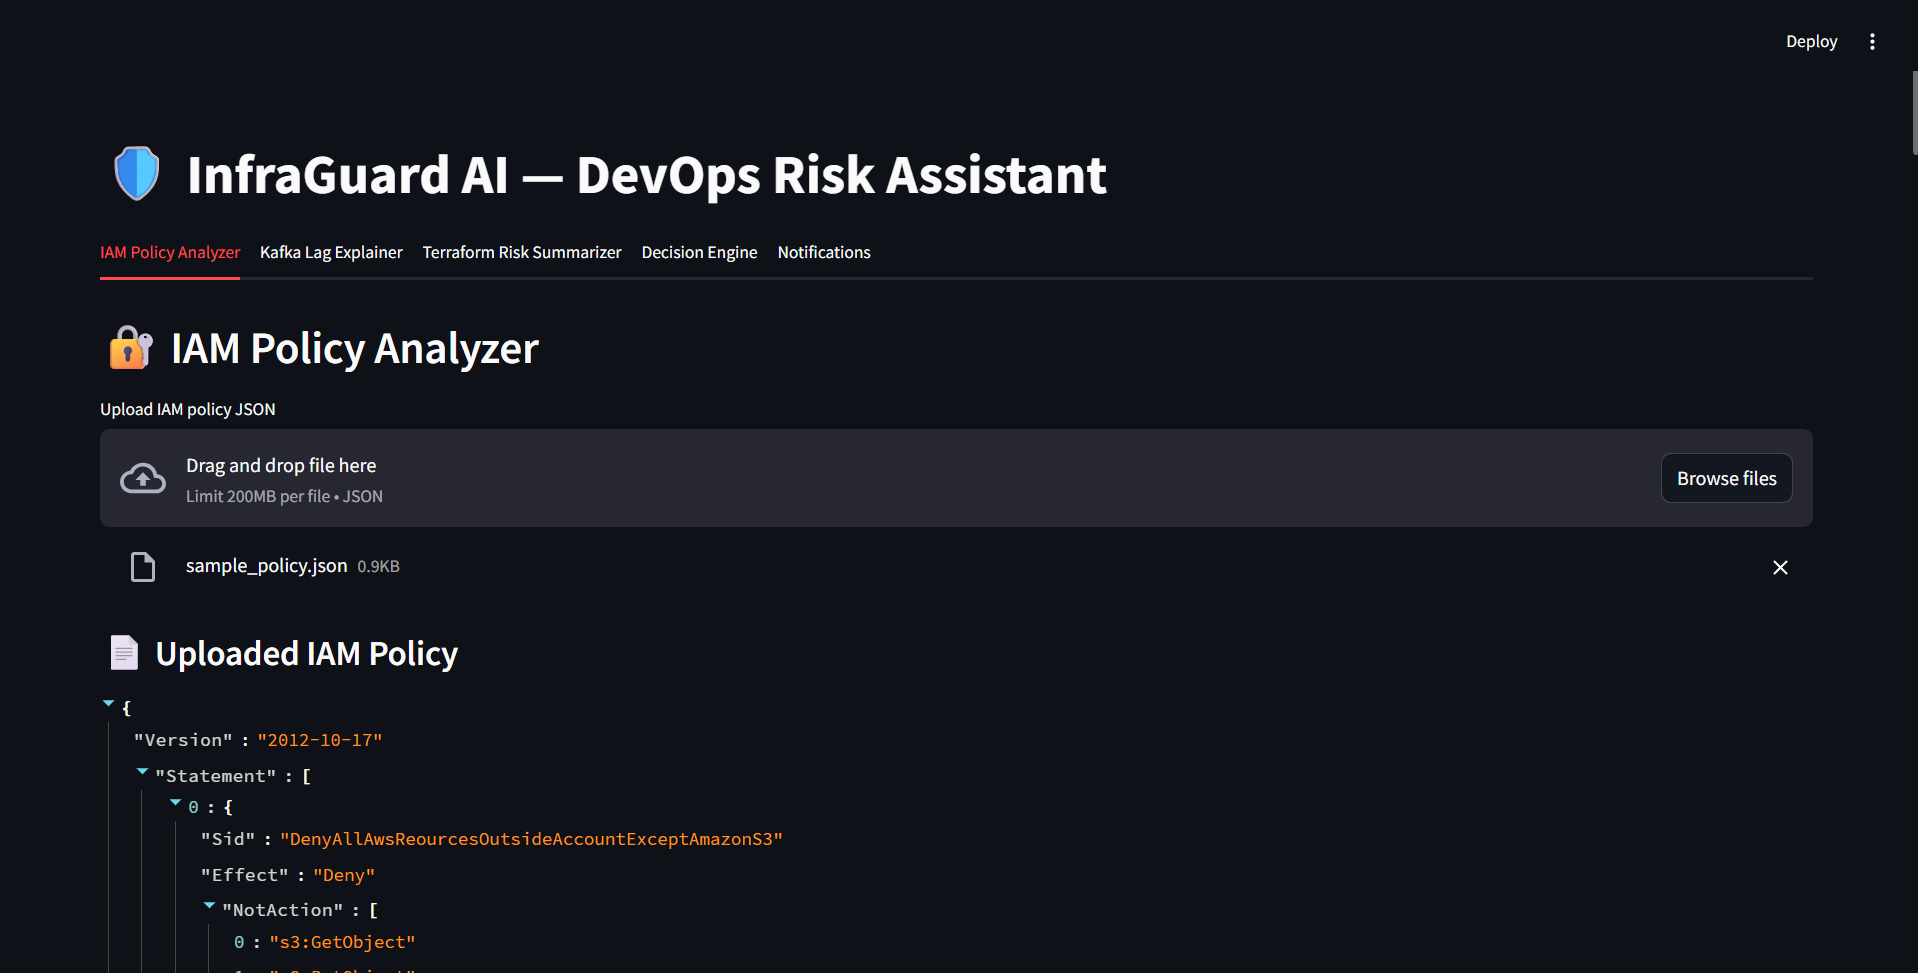 Deploy
InfraGuard AI — DevOps Risk Assistant
IAM Policy Analyzer Kafka Lag Explainer Terraform Risk Summarizer Decision Engine Notifications
IAM Policy Analyzer
Upload IAM policy JSON
Drag and drop file here
Limit 200MB per file • JSON
Browse files
sample_policy.json 0.9KB
Uploaded IAM Policy
{
"Version" : "2012-10-17"
"Statement" : [
0 : {
"Sid" : "DenyAllAwsReourcesOutsideAccountExceptAmazonS3"
"Effect" : "Deny"
"NotAction" : [
0 : "s3:GetObject"